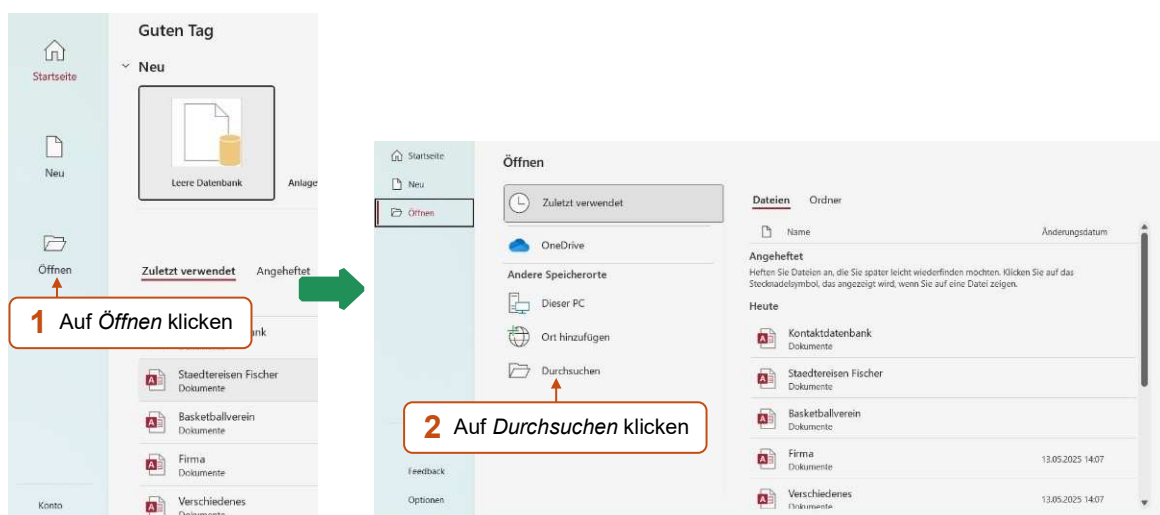 Guten Tag
Startseite
Neu
Neu
Leere Datenbank
Anlage
Öffnen
Zuletzt verwendet Angeheftet
1 Auf Öffnen klicken
nk
Staedtereisen Fischer
Dokumente
Basketballverein
Dokumente
Firma
Dokumente
Verschiedenes
Dokumente
Konto
Startseite
Neu
Öffnen
Feedback
Optionen
Öffnen
Zuletzt verwendet
OneDrive
Andere Speicherorte
Dieser PC
Ort hinzufügen
Durchsuchen
2 Auf Durchsuchen klicken
Dateien Ordner
Name Änderungsdatum
Angeheftet
Heften Sie Dateien an, die Sie später leicht wiederfinden möchten. Klicken Sie auf das
Stecknadelsymbol, das angezeigt wird, wenn Sie auf eine Datei zeigen.
Heute
Kontaktdatenbank
Dokumente
Staedtereisen Fischer
Dokumente
Basketballverein
Dokumente
Firma 13.05.2025 14:07
Dokumente
Verschiedenes 13.05.2025 14:07
Dokumente